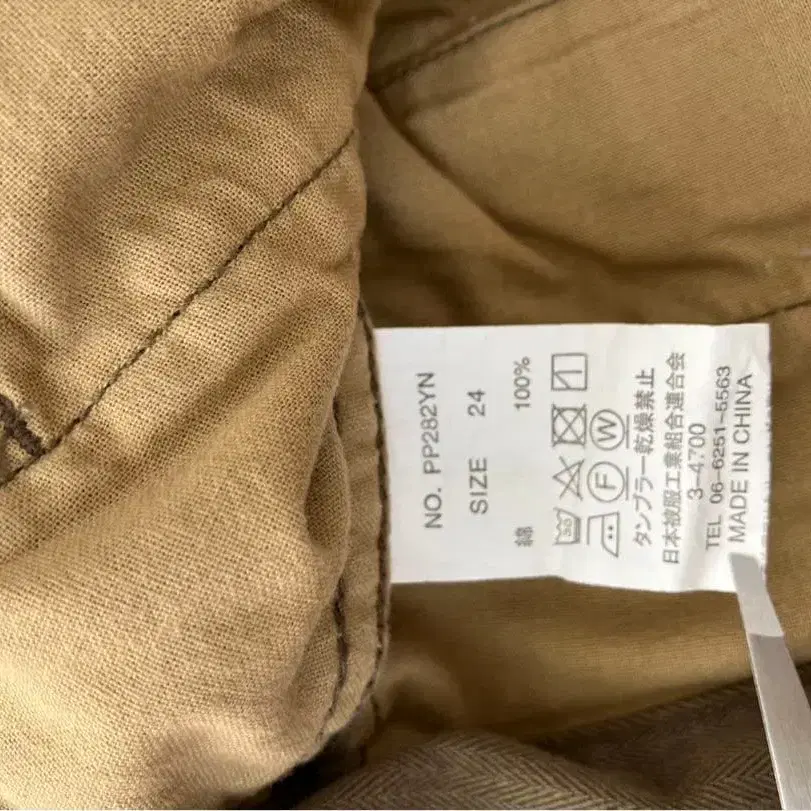 NO. PP282YN
SIZE 24
綿 100%
30
F W
タンブラー乾燥禁止
日本被服工業組合連合会
3-4700
TEL 06-6251-5563
MADE IN CHINA